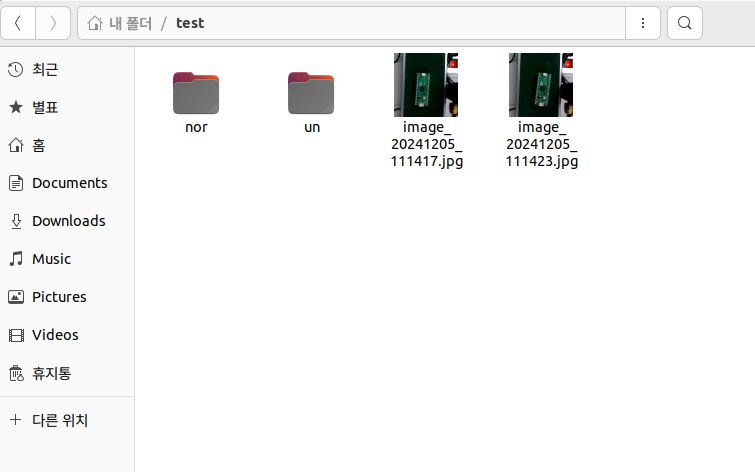 내 폴더 / test
최근
별표
홈
Documents
Downloads
Music
Pictures
Videos
휴지통
다른 위치
nor
un
image_
20241205_
111417.jpg
image_
20241205_
111423.jpg